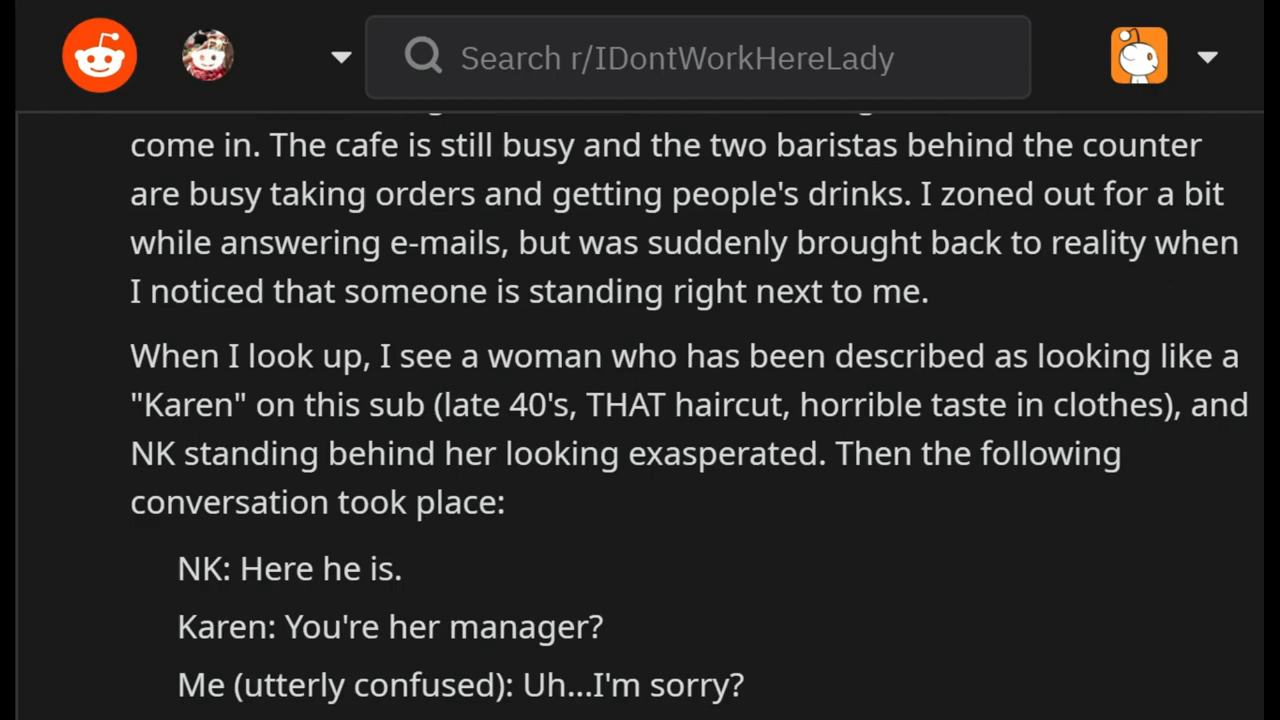 Search r/IDontWorkHereLady
come in. The cafe is still busy and the two baristas behind the counter
are busy taking orders and getting people's drinks. I zoned out for a bit
while answering e-mails, but was suddenly brought back to reality when
I noticed that someone is standing right next to me.
When I look up, I see a woman who has been described as looking like a
"Karen" on this sub (late 40's, THAT haircut, horrible taste in clothes), and
NK standing behind her looking exasperated. Then the following
conversation took place:
NK: Here he is.
Karen: You're her manager?
Me (utterly confused): Uh...I'm sorry?